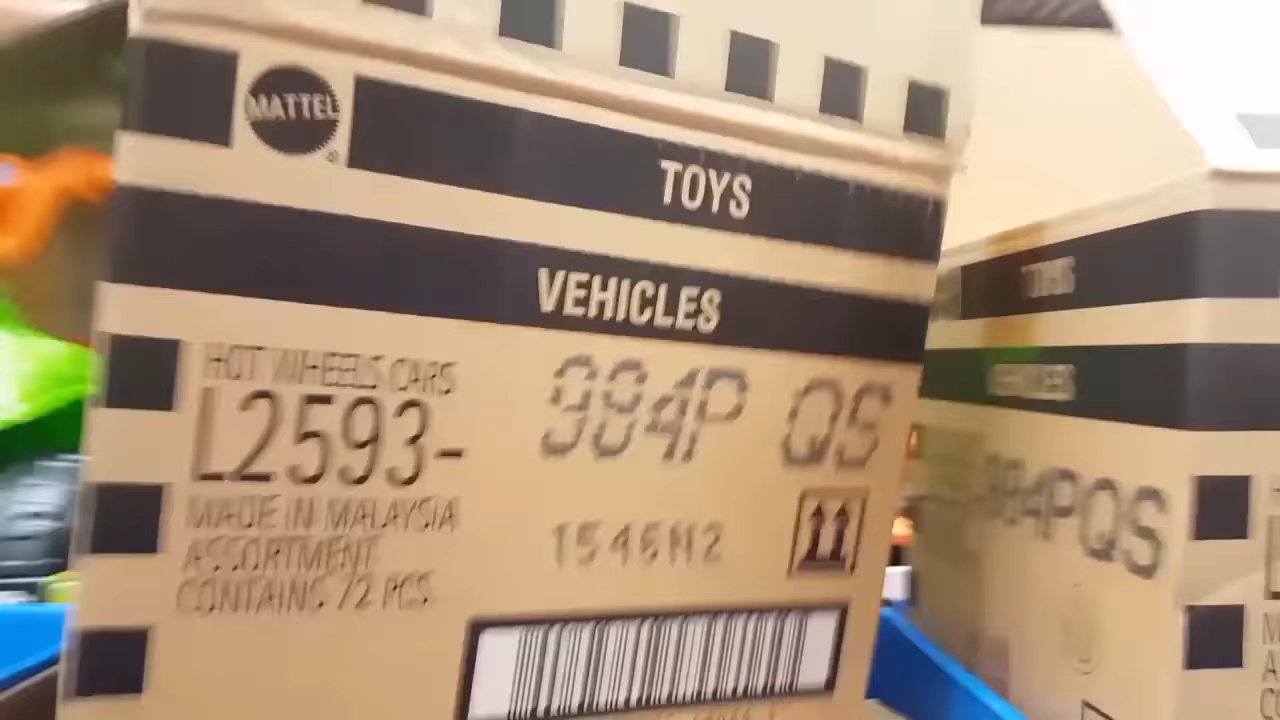 MATTEL
TOYS
VEHICLES
HOT WHEELS CARS
L2593-
984P QS
MADE IN MALAYSIA
ASSORTMENT
CONTAINS 72 PCS
1546N2
TOYS
VEHICLES
984PQS